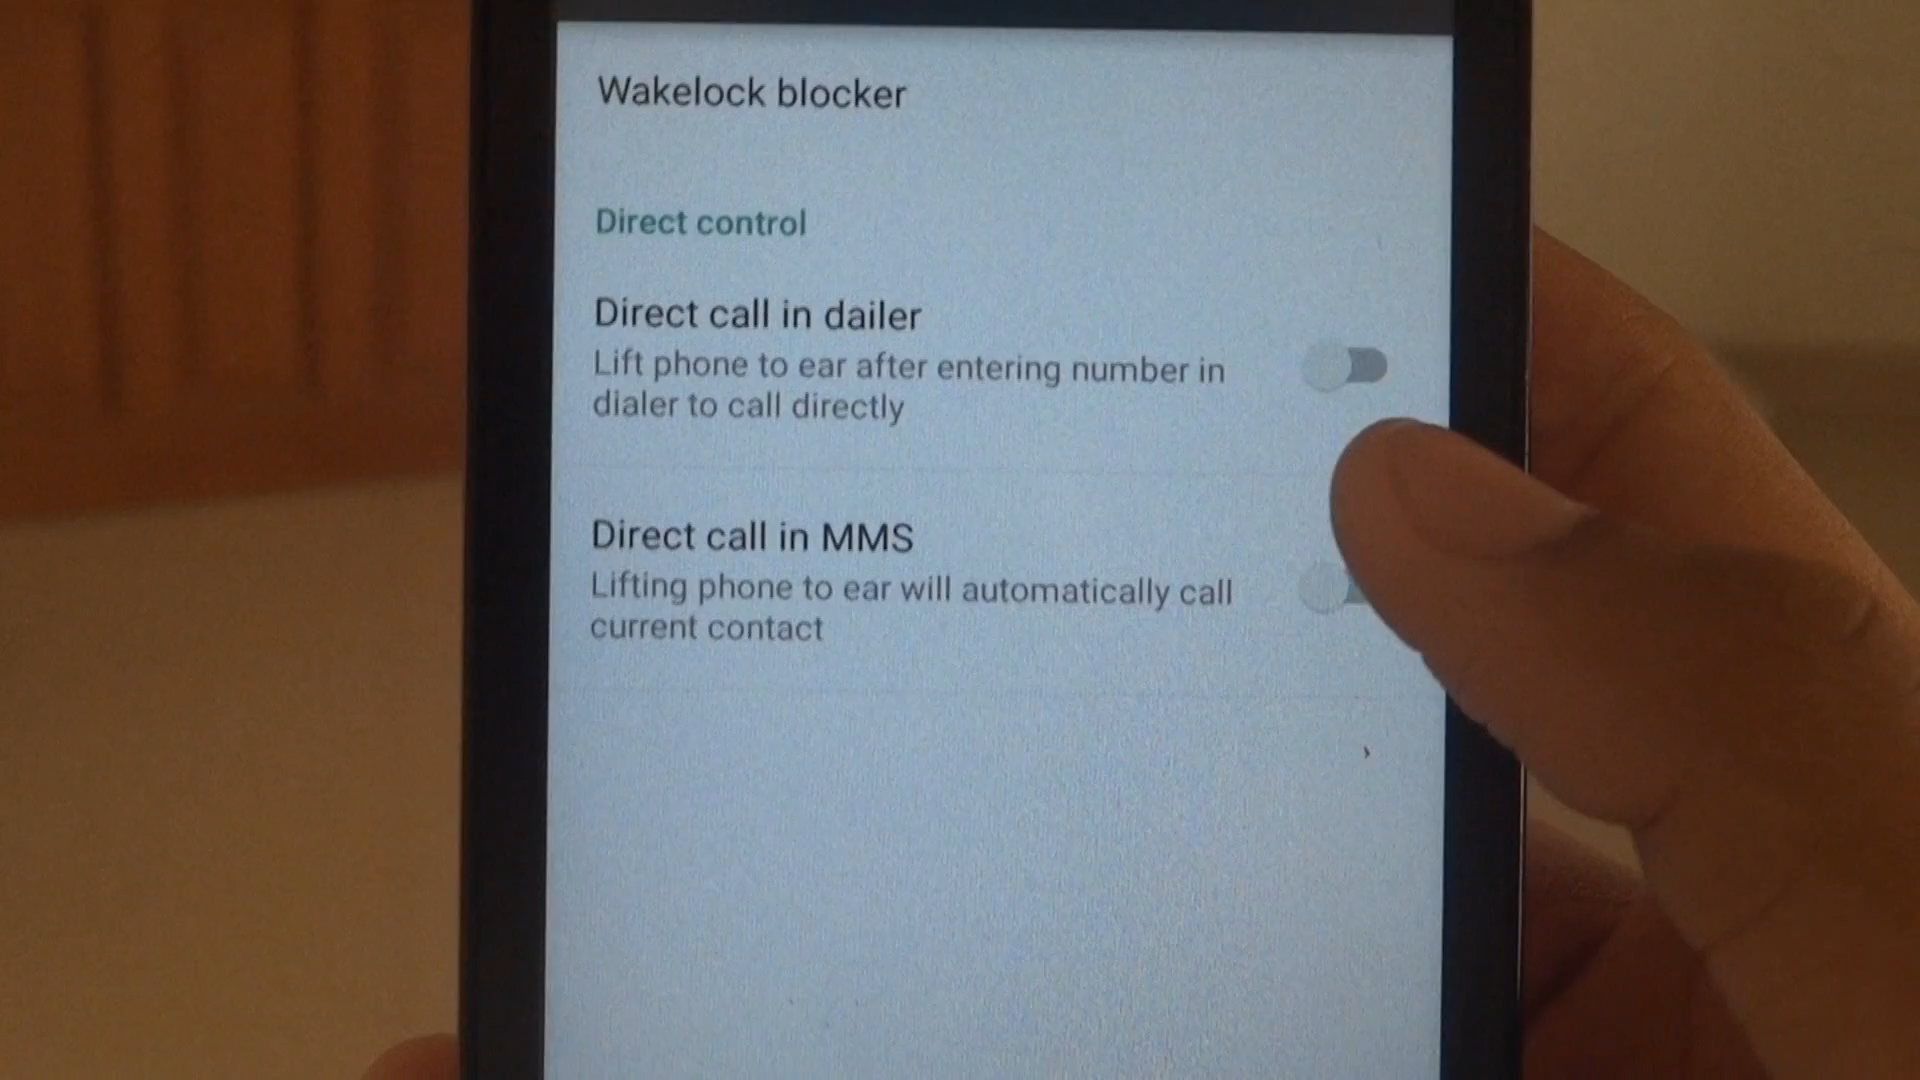 Wakelock blocker
Direct control
Direct call in dailer
Lift phone to ear after entering number in
dialer to call directly
Direct call in MMS
Lifting phone to ear will automatically call
current contact